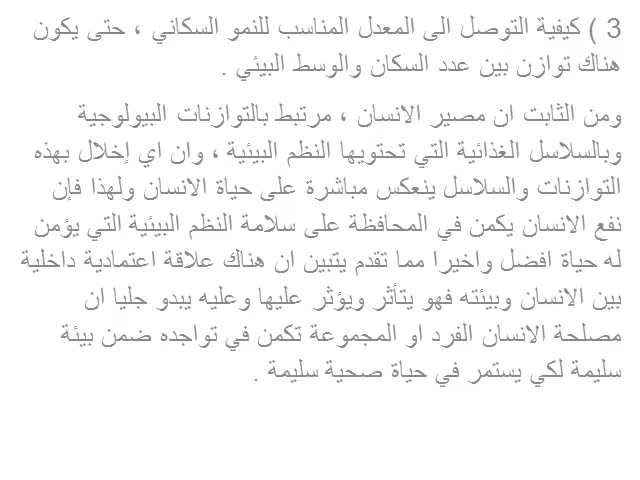 3 ) كيفية التوصل الى المعدل المناسب للنمو السكاني ، حتى يكون
هناك توازن بين عدد السكان والوسط البيئي .
ومن الثابت ان مصير الانسان ، مرتبط بالتوازنات البيولوجية
وبالسلاسل الغذائية التي تحتويها النظم البيئية ، وان اي إخلال بهذه
التوازنات والسلاسل ينعكس مباشرة على حياة الانسان ولهذا فإن
نفع الانسان يكمن في المحافظة على سلامة النظم البيئية التي يؤمن
له حياة افضل واخيرا مما تقدم يتبين ان هناك علاقة اعتمادية داخلية
بين الانسان وبيئته فهو يتأثر ويؤثر عليها وعليه يبدو جليا ان
مصلحة الانسان الفرد او المجموعة تكمن في تواجده ضمن بيئة
سليمة لكي يستمر في حياة صحية سليمة .